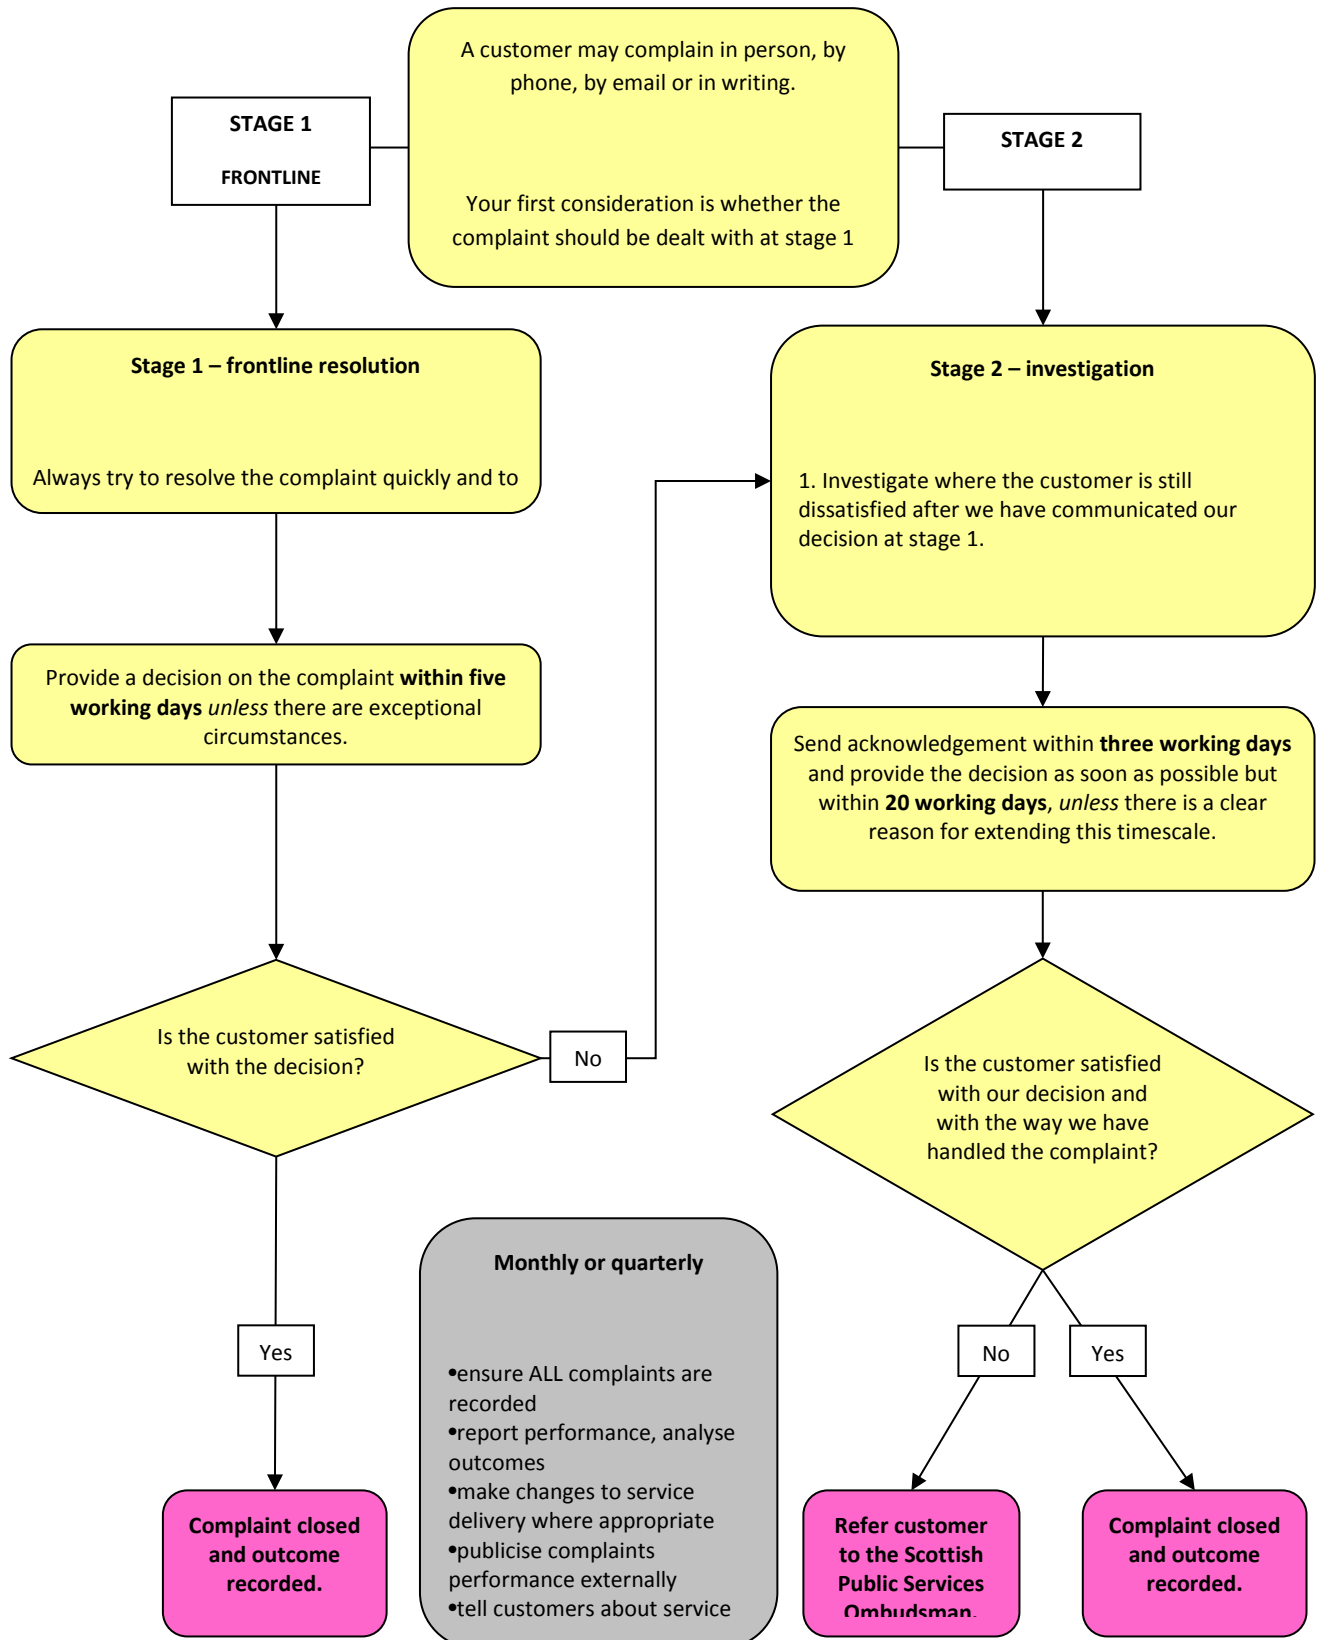 A customer may complain in person, by
phone, by email or in writing.
Your first consideration is whether the
complaint should be dealt with at stage 1
STAGE 1
FRONTLINE
STAGE 2
Stage 1 – frontline resolution
Always try to resolve the complaint quickly and to
Stage 2 – investigation
1. Investigate where the customer is still
dissatisfied after we have communicated our
decision at stage 1.
Provide a decision on the complaint within five
working days unless there are exceptional
circumstances.
Send acknowledgement within three working days
and provide the decision as soon as possible but
within 20 working days, unless there is a clear
reason for extending this timescale.
Is the customer satisfied
with the decision?
No
Is the customer satisfied
with our decision and
with the way we have
handled the complaint?
Yes
Monthly or quarterly
•ensure ALL complaints are
recorded
•report performance, analyse
outcomes
•make changes to service
delivery where appropriate
•publicise complaints
performance externally
•tell customers about service
No
Yes
Complaint closed
and outcome
recorded.
Refer customer
to the Scottish
Public Services
Ombudsman.
Complaint closed
and outcome
recorded.